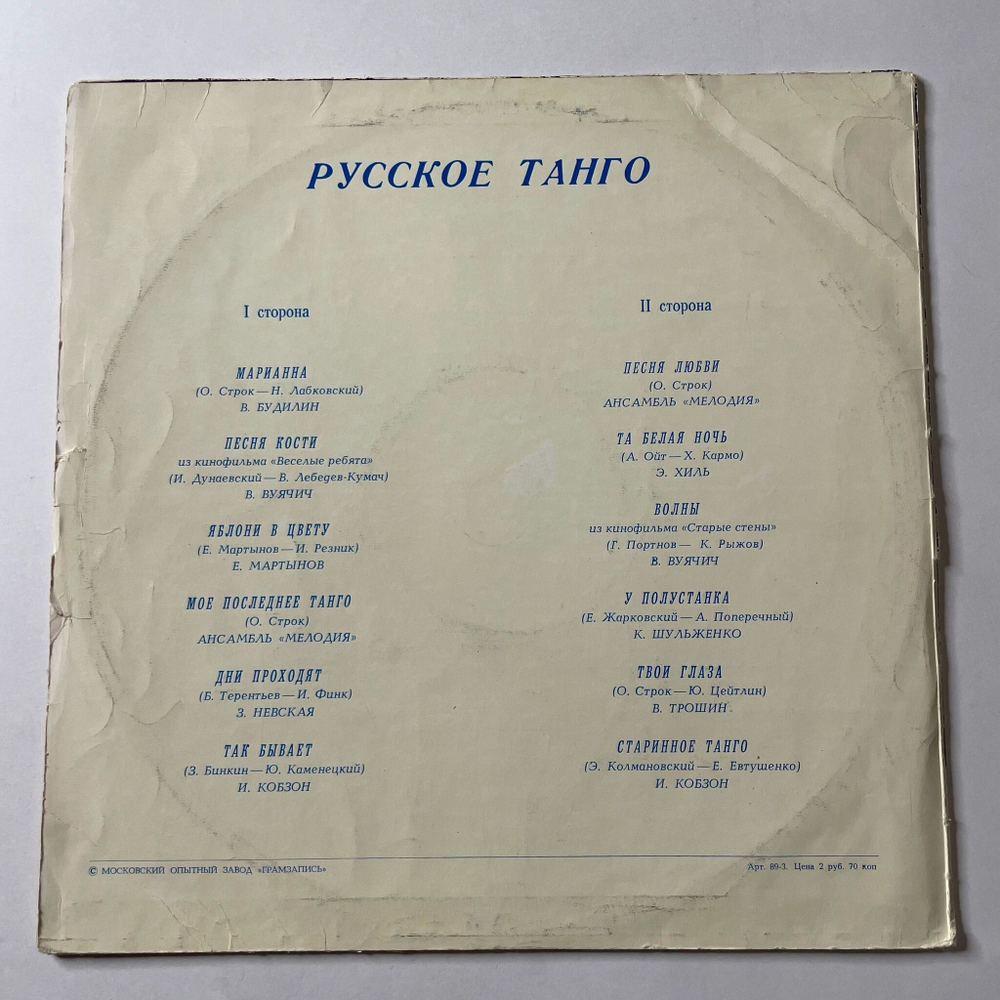 РУССКОЕ ТАНГО
I сторона
МАРИАННА
(О. Строк — Н. Лабковский)
В. БУДИЛИН
ПЕСНЯ КОСТИ
из кинофильма «Веселые ребята»
(И. Дунаевский — В. Лебедев-Кумач)
В. ВУЯЧИЧ
ЯБЛОНИ В ЦВЕТУ
(Е. Мартынов — И. Резник)
Е. МАРТЫНОВ
МОЕ ПОСЛЕДНЕЕ ТАНГО
(О. Строк)
АНСАМБЛЬ «МЕЛОДИЯ»
ДНИ ПРОХОДЯТ
(Б. Терентьев — И. Финк)
З. НЕВСКАЯ
ТАК БЫВАЕТ
(З. Бинкин — Ю. Каменецкий)
И. КОБЗОН
II сторона
ПЕСНЯ ЛЮБВИ
(О. Строк)
АНСАМБЛЬ «МЕЛОДИЯ»
ТА БЕЛАЯ НОЧЬ
(А. Ойт — Х. Кармо)
Э. ХИЛЬ
ВОЛНЫ
из кинофильма «Старые стены»
(Г. Портнов — К. Рыжов)
В. ВУЯЧИЧ
У ПОЛУСТАНКА
(Е. Жарковский — А. Поперечный)
К. ШУЛЬЖЕНКО
ТВОИ ГЛАЗА
(О. Строк — Ю. Цейтлин)
В. ТРОШИН
СТАРИННОЕ ТАНГО
(Э. Колмановский — Е. Евтушенко)
И. КОБЗОН
© МОСКОВСКИЙ ОПЫТНЫЙ ЗАВОД «ГРАМЗАПИСЬ»
Арт. 89-3. Цена 2 руб. 70 коп